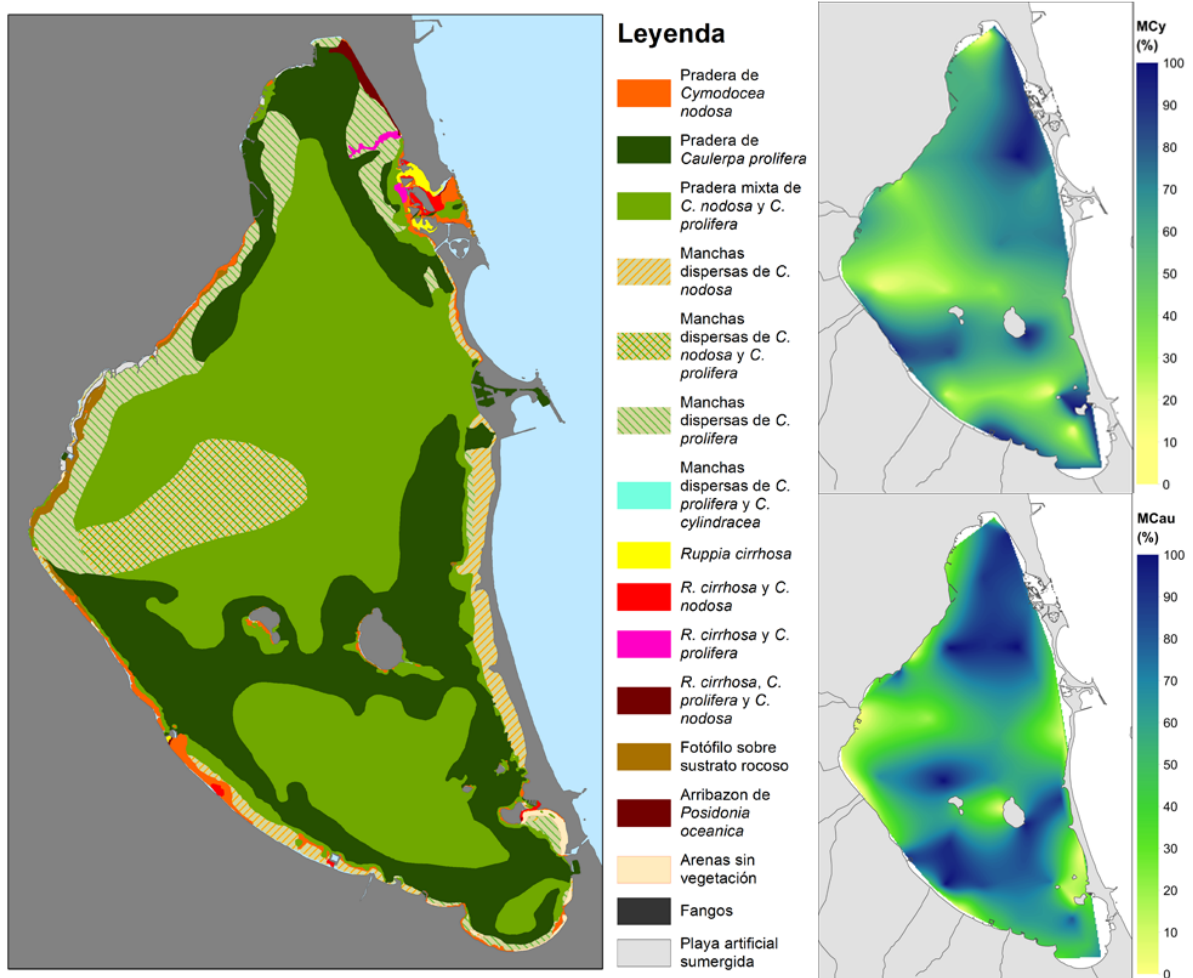 Leyenda
Pradera de
Cymodocea
nodosa
Pradera de
Caulerpa prolifera
Pradera mixta de
C. nodosa y C.
prolifera
Manchas
dispersas de C.
nodosa
Manchas
dispersas de C.
nodosa y C.
prolifera
Manchas
dispersas de C.
prolifera
Manchas
dispersas de C.
prolifera y C.
cylindracea
Ruppia cirrhosa
R. cirrhosa y C.
nodosa
R. cirrhosa y C.
prolifera
R. cirrhosa, C.
prolifera y C.
nodosa
Fotófilo sobre
sustrato rocoso
Arribazon de
Posidonia
oceanica
Arenas sin
vegetación
Fangos
Playa artificial
sumergida
MCy
(%)
100
90
80
70
60
50
40
30
20
10
0
MCau
(%)
100
90
80
70
60
50
40
30
20
10
0